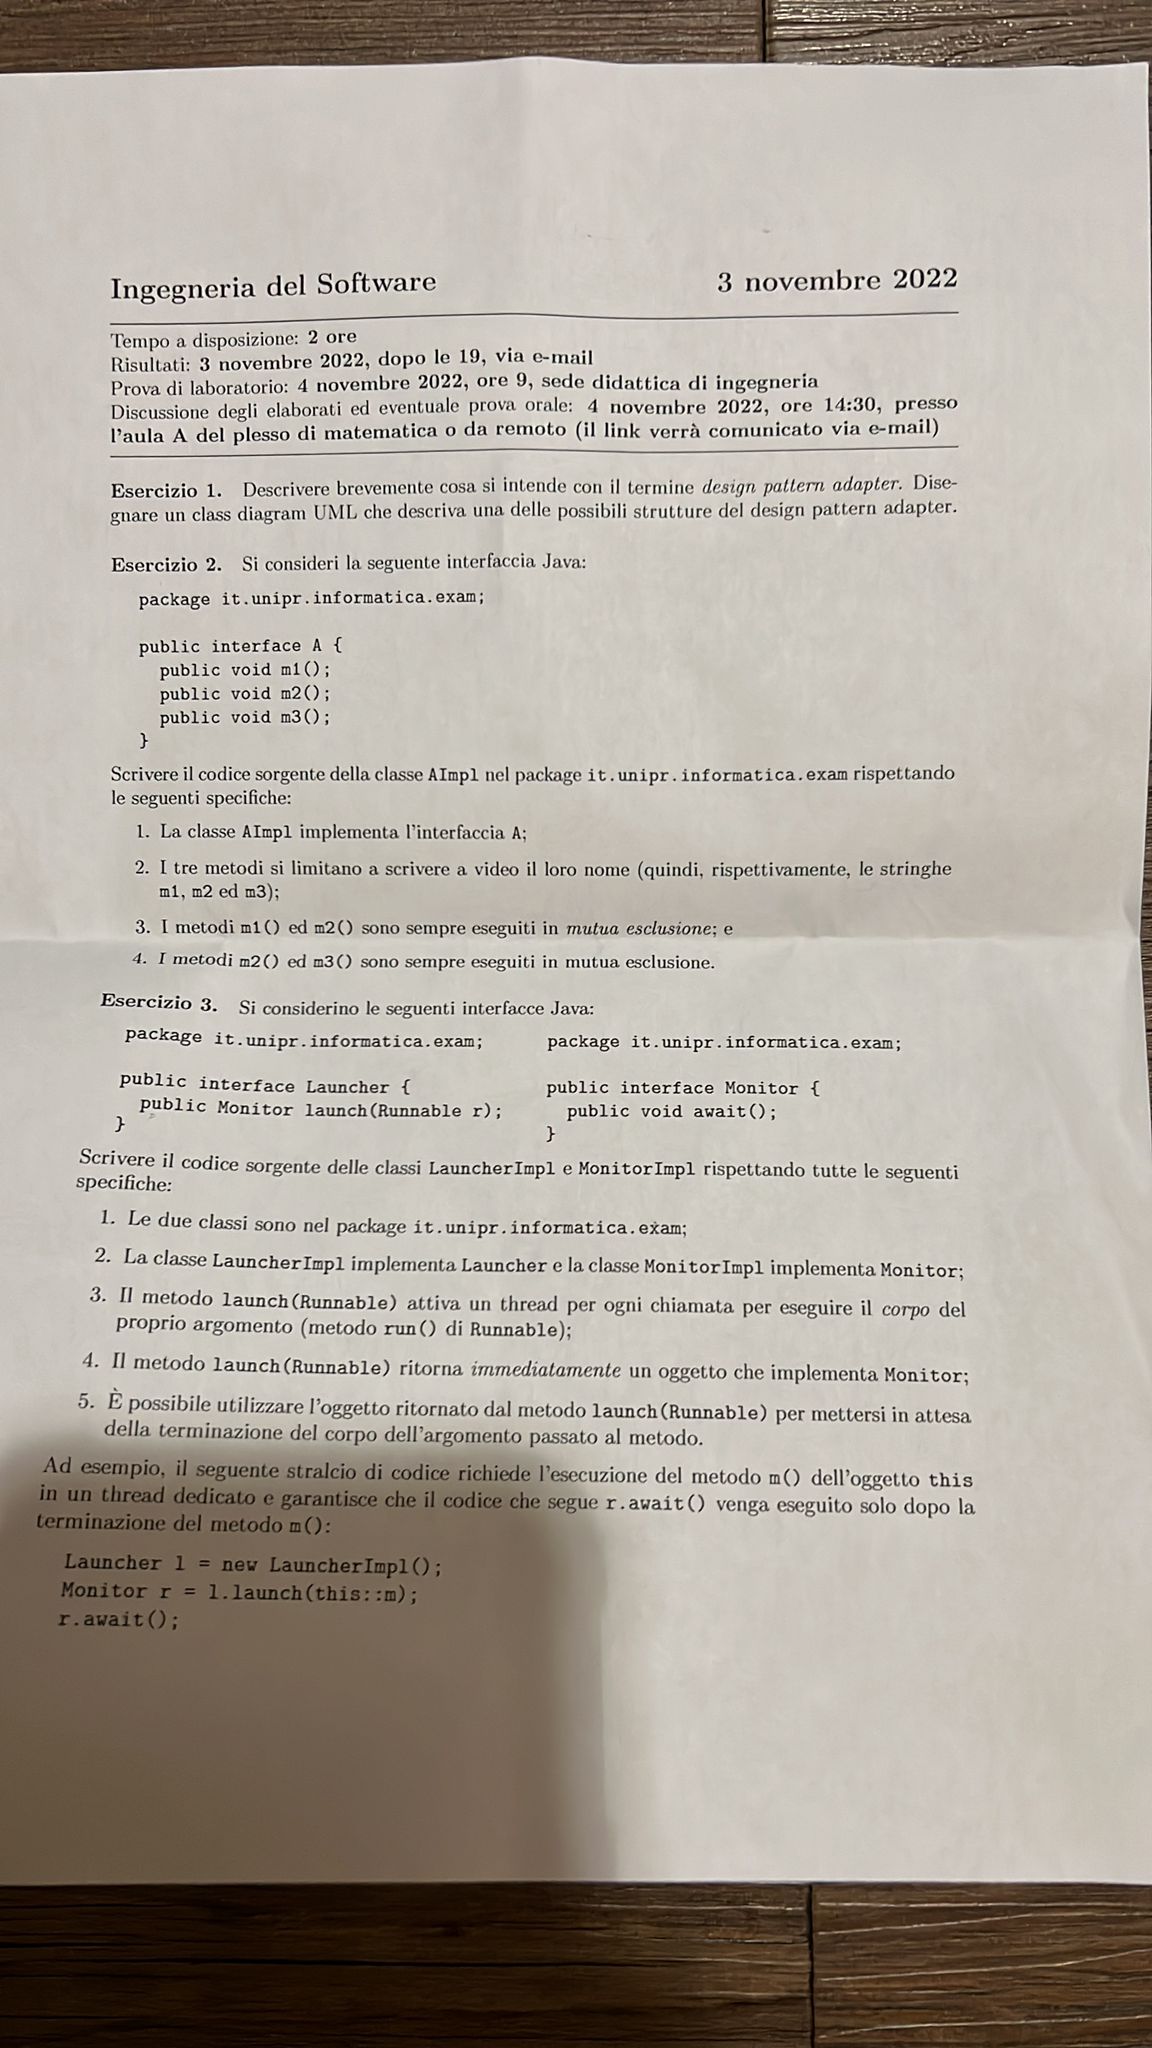 Ingegneria del Software 3 novembre 2022
Tempo a disposizione: 2 ore
Risultati: 3 novembre 2022, dopo le 19, via e-mail
Prova di laboratorio: 4 novembre 2022, ore 9, sede didattica di ingegneria
Discussione degli elaborati ed eventuale prova orale: 4 novembre 2022, ore 14:30, presso
l'aula A del plesso di matematica o da remoto (il link verrà comunicato via e-mail)
Esercizio 1. Descrivere brevemente cosa si intende con il termine design pattern adapter. Dise-
gnare un class diagram UML che descriva una delle possibili strutture del design pattern adapter.
Esercizio 2. Si consideri la seguente interfaccia Java:
package it.unipr.informatica.exam;
public interface A {
public void m1();
public void m2();
public void m3();
}
Scrivere il codice sorgente della classe AImpl nel package it.unipr.informatica.exam rispettando
le seguenti specifiche:
1. La classe AImpl implementa l'interfaccia A;
2. I tre metodi si limitano a scrivere a video il loro nome (quindi, rispettivamente, le stringhe
m1, m2 ed m3);
3. I metodi m1() ed m2() sono sempre eseguiti in mutua esclusione; e
4. I metodi m2() ed m3() sono sempre eseguiti in mutua esclusione.
Esercizio 3. Si considerino le seguenti interfacce Java:
package it.unipr.informatica.exam; package it.unipr.informatica.exam;
public interface Launcher { public interface Monitor {
public Monitor launch(Runnable r); public void await();
} }
Scrivere il codice sorgente delle classi LauncherImpl e MonitorImpl rispettando tutte le seguenti
specifiche:
1. Le due classi sono nel package it.unipr.informatica.exam;
2. La classe LauncherImpl implementa Launcher e la classe MonitorImpl implementa Monitor;
3. Il metodo launch(Runnable) attiva un thread per ogni chiamata per eseguire il corpo del
proprio argomento (metodo run() di Runnable);
4. Il metodo launch(Runnable) ritorna immediatamente un oggetto che implementa Monitor;
5. È possibile utilizzare l'oggetto ritornato dal metodo launch(Runnable) per mettersi in attesa
della terminazione del corpo dell'argomento passato al metodo.
Ad esempio, il seguente stralcio di codice richiede l'esecuzione del metodo m() dell'oggetto this
in un thread dedicato e garantisce che il codice che segue r.await() venga eseguito solo dopo la
terminazione del metodo m():
Launcher l = new LauncherImpl();
Monitor r = l.launch(this::m);
r.await();